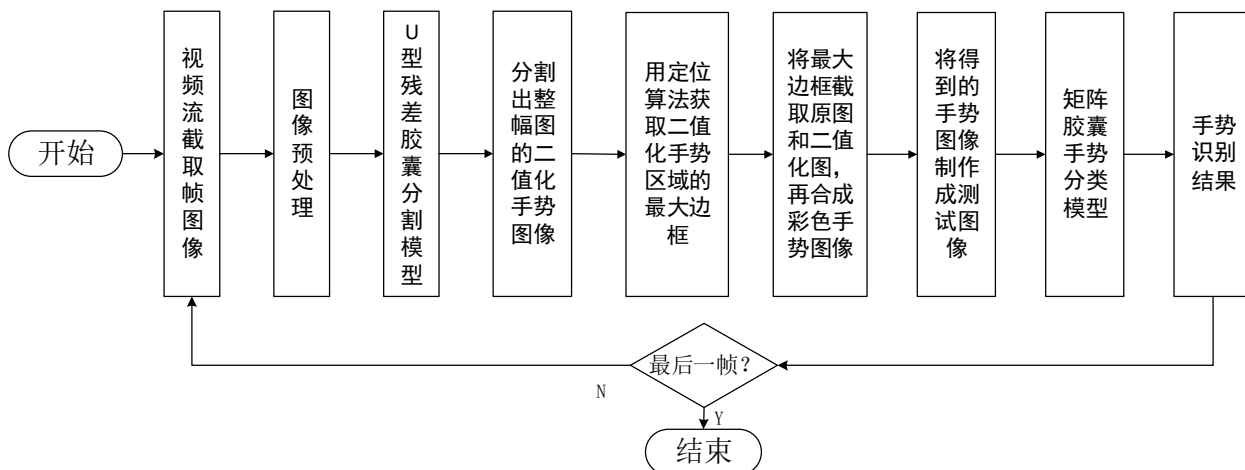 开始
视
频
流
截
取
帧
图
像
图
像
预
处
理
U
型
残
差
胶
囊
分
割
模
型
分割
出整
幅图
的二
值化
手势
图像
用定位
算法获
取二值
化手势
区域的
最大边
框
将最大
边框截
取原图
和二值
化图，
再合成
彩色手
势图像
将得
到的
手势
图像
制作
成测
试图
像
矩阵
胶囊
手势
分类
模型
手势
识别
结果
最后一帧？
N
Y
结束